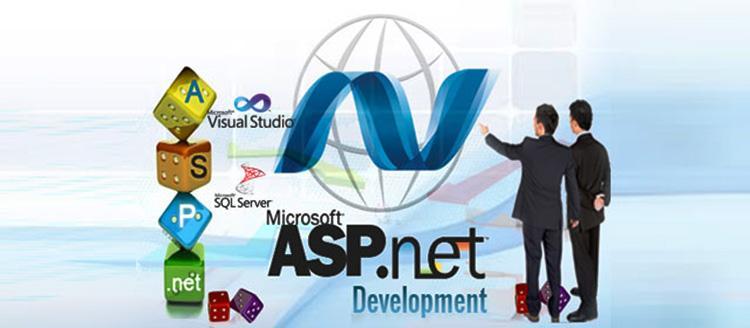 A
S
P
.net
Microsoft
Visual Studio
Microsoft
SQL Server
Microsoft
ASP.net
Development